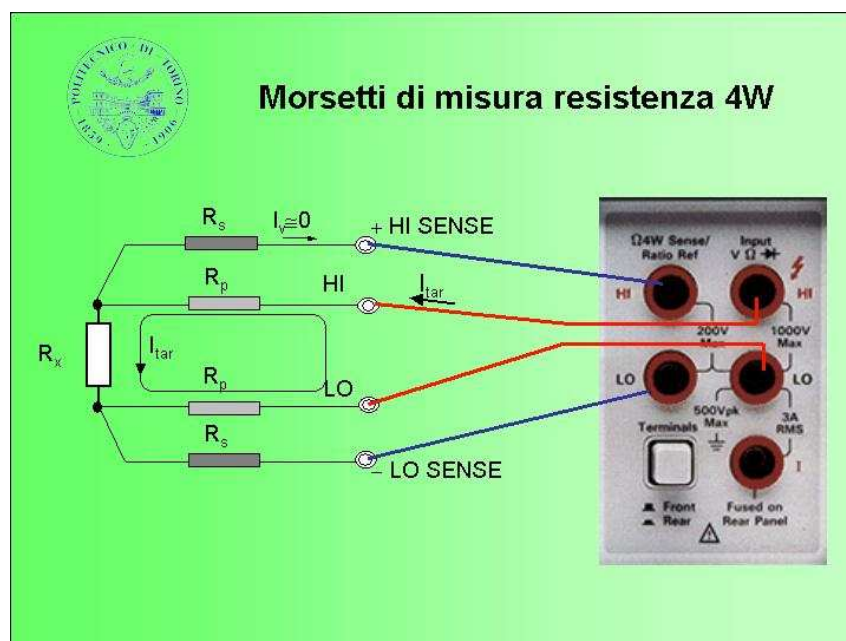 POLITECNICO DI TORINO
1859 1906
Morsetti di misura resistenza 4W
Rs
Iv≅0
+ HI SENSE
Rp
HI
Itar
Rx
Itar
Rp
LO
Rs
− LO SENSE
Ω4W Sense/
Ratio Ref
Input
V Ω
HI
HI
200V
Max
1000V
Max
LO
LO
500Vpk
Max
3A
RMS
Terminals
I
Front
Rear
Fused on
Rear Panel